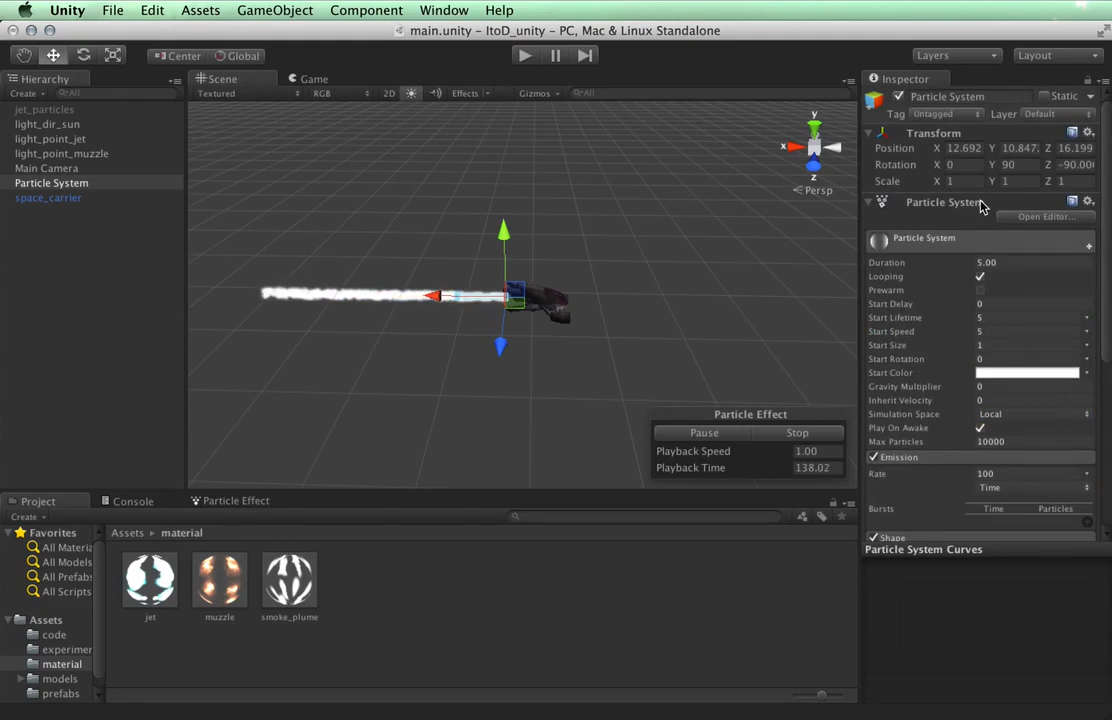 Unity File Edit Assets GameObject Component Window Help
main.unity - ItoD_unity - PC, Mac & Linux Standalone
Center Global Layers Layout
Hierarchy
Create All
jet_particles
light_dir_sun
light_point_jet
light_point_muzzle
Main Camera
Particle System
space_carrier
Scene Game
Textured RGB 2D Effects Gizmos All
y
x
z
Persp
Particle Effect
Pause Stop
Playback Speed 1.00
Playback Time 138.02
Inspector
Particle System Static
Tag Untagged Layer Default
Transform
Position X 12.692 Y 10.847 Z 16.199
Rotation X 0 Y 90 Z -90.00
Scale X 1 Y 1 Z 1
Particle System
Open Editor...
Particle System
Duration 5.00
Looping
Prewarm
Start Delay 0
Start Lifetime 5
Start Speed 5
Start Size 1
Start Rotation 0
Start Color
Gravity Multiplier 0
Inherit Velocity 0
Simulation Space Local
Play On Awake
Max Particles 10000
Emission
Rate 100
Time
Bursts Time Particles
Shape
Particle System Curves
Project Console Particle Effect
Create
Favorites
All Materia
All Models
All Prefabs
All Scripts
Assets
code
experimen
material
models
prefabs
Assets material
jet muzzle smoke_plume